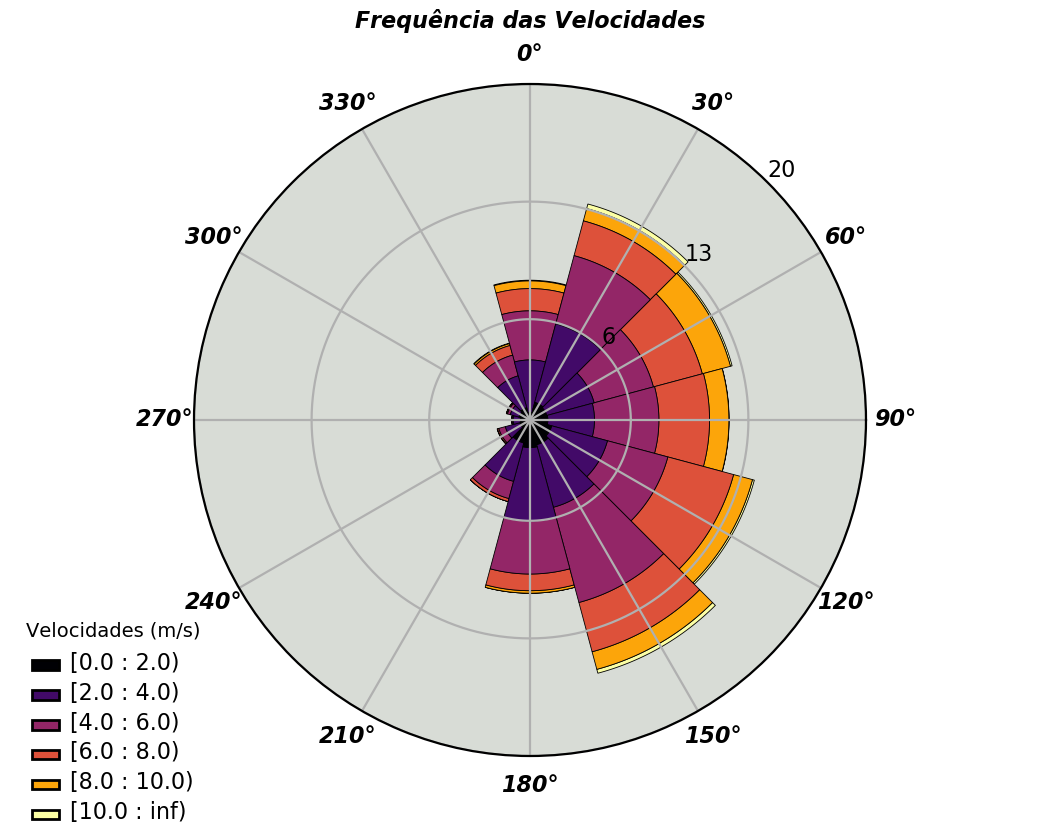 Frequência das Velocidades
0°
330°
30°
20
300°
60°
13
6
270°
90°
240°
120°
210°
150°
180°
Velocidades (m/s)
[0.0 : 2.0)
[2.0 : 4.0)
[4.0 : 6.0)
[6.0 : 8.0)
[8.0 : 10.0)
[10.0 : inf)